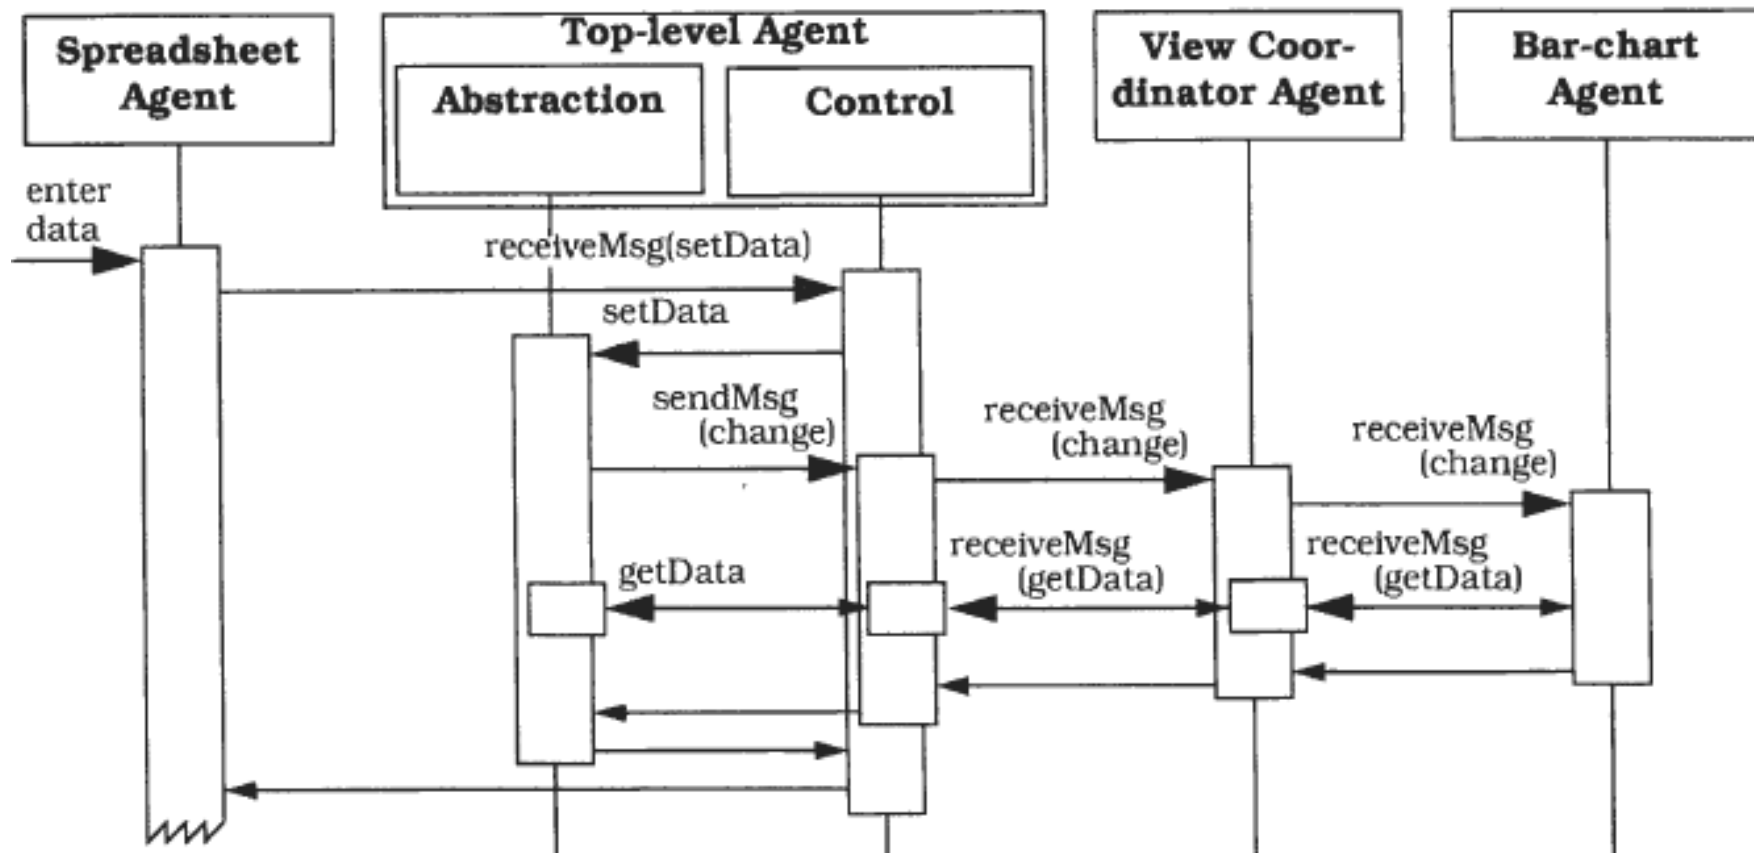 Spreadsheet
Agent
Top-level Agent
Abstraction
Control
View Coor-
dinator Agent
Bar-chart
Agent
enter
data
receiveMsg(setData)
setData
sendMsg
(change)
receiveMsg
(change)
receiveMsg
(change)
getData
receiveMsg
(getData)
receiveMsg
(getData)